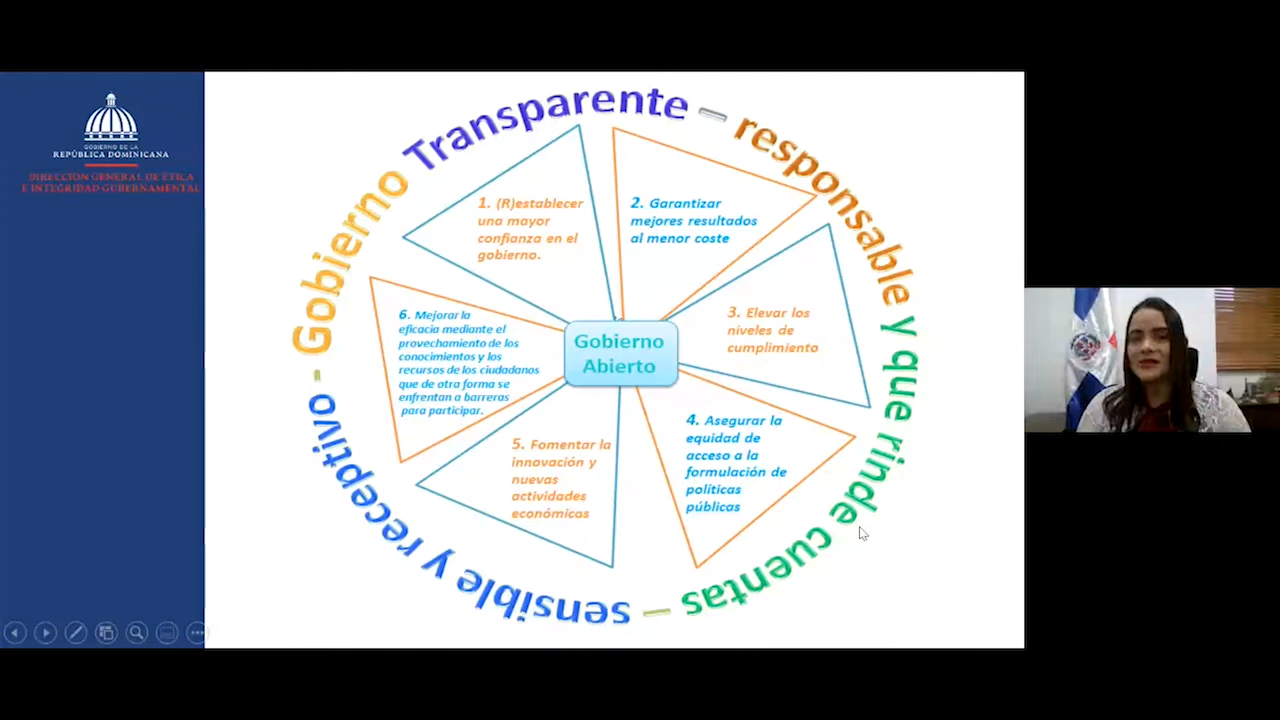 GOBIERNO DE LA
REPÚBLICA DOMINICANA
DIRECCIÓN GENERAL DE ÉTICA
E INTEGRIDAD GUBERNAMENTAL
Gobierno Transparente – responsable y que rinde cuentas – sensible y receptivo -
1. (R)establecer
una mayor
confianza en el
gobierno.
2. Garantizar
mejores resultados
al menor coste
3. Elevar los
niveles de
cumplimiento
4. Asegurar la
equidad de
acceso a la
formulación de
políticas
públicas
5. Fomentar la
innovación y
nuevas
actividades
económicas
6. Mejorar la
eficacia mediante el
provechamiento de los
conocimientos y los
recursos de los ciudadanos
que de otra forma se
enfrentan a barreras
para participar.
Gobierno
Abierto